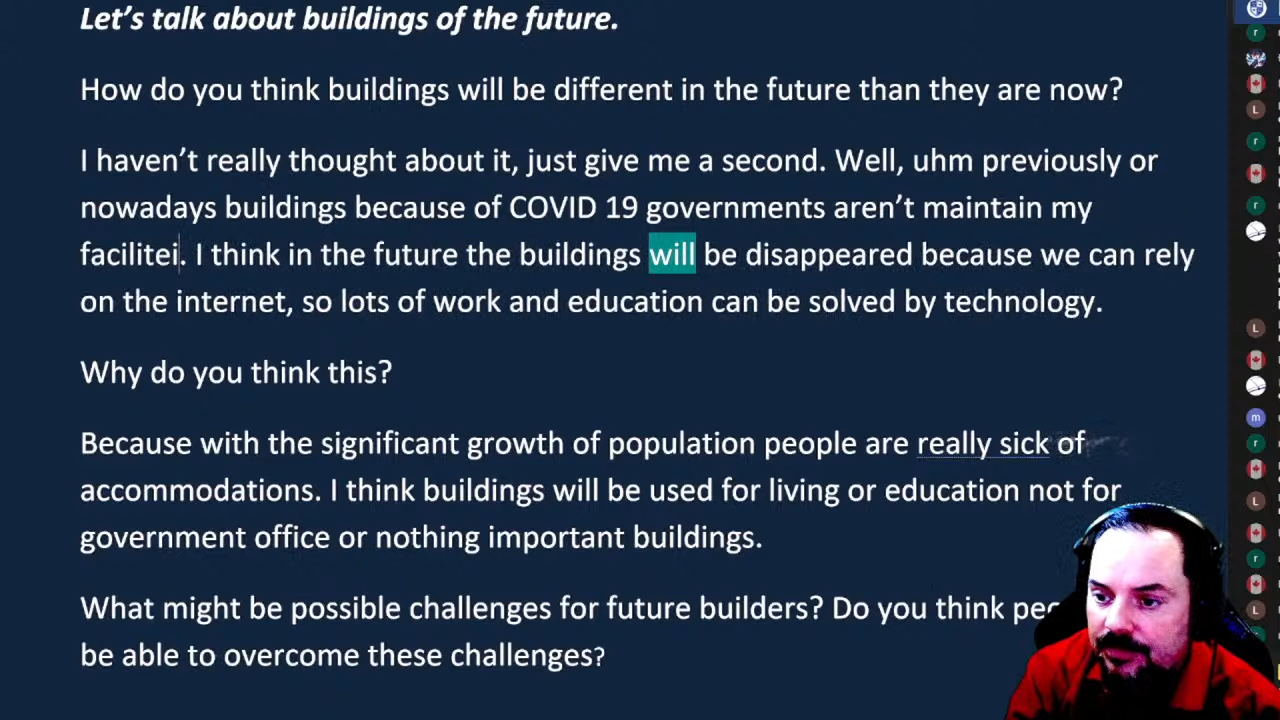 Let's talk about buildings of the future.
How do you think buildings will be different in the future than they are now?
I haven't really thought about it, just give me a second. Well, uhm previously or
nowadays buildings because of COVID 19 governments aren't maintain my
facilitei. I think in the future the buildings will be disappeared because we can rely
on the internet, so lots of work and education can be solved by technology.
Why do you think this?
Because with the significant growth of population people are really sick of
accommodations. I think buildings will be used for living or education not for
government office or nothing important buildings.
What might be possible challenges for future builders? Do you think
be able to overcome these challenges?
r
L
r
r
L
m
r
L
r
L